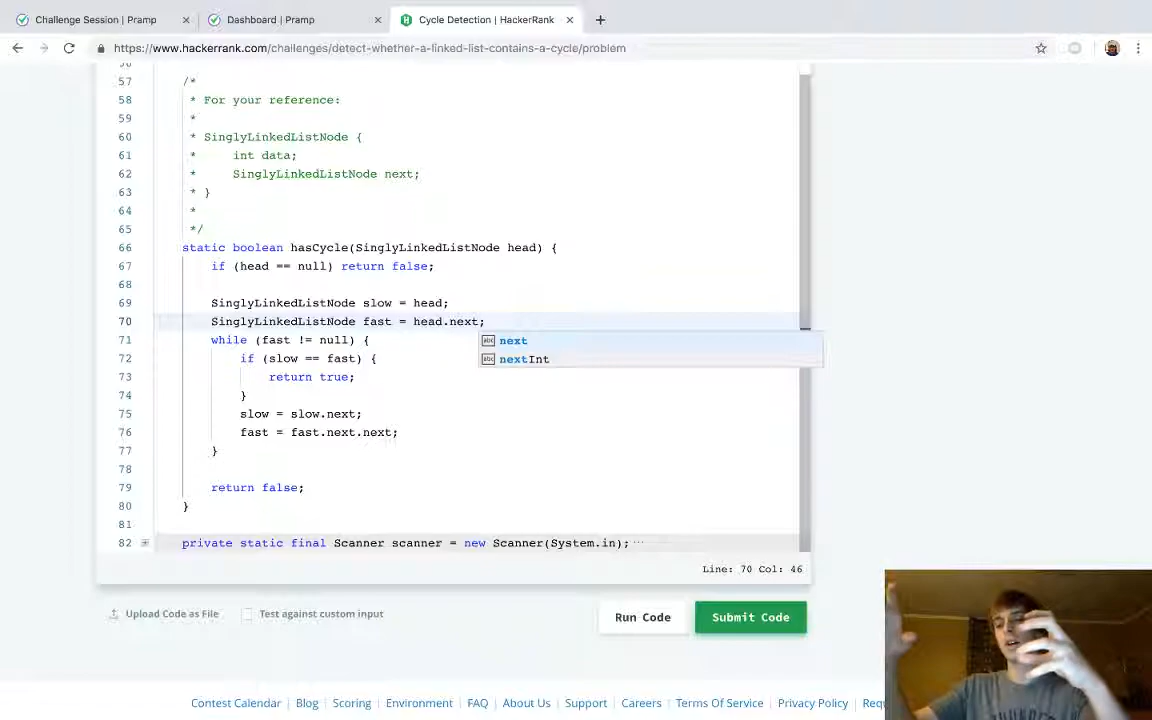 Challenge Session | Pramp
Dashboard | Pramp
Cycle Detection | HackerRank
https://www.hackerrank.com/challenges/detect-whether-a-linked-list-contains-a-cycle/problem
56
57 /*
58 * For your reference:
59 *
60 * SinglyLinkedListNode {
61 * int data;
62 * SinglyLinkedListNode next;
63 * }
64 *
65 */
66 static boolean hasCycle(SinglyLinkedListNode head) {
67 if (head == null) return false;
68
69 SinglyLinkedListNode slow = head;
70 SinglyLinkedListNode fast = head.next;
71 while (fast != null) {
abc next
72 if (slow == fast) {
abc nextInt
73 return true;
74 }
75 slow = slow.next;
76 fast = fast.next.next;
77 }
78
79 return false;
80 }
81
82 private static final Scanner scanner = new Scanner(System.in); ...
Line: 70 Col: 46
Upload Code as File
Test against custom input
Run Code
Submit Code
Contest Calendar | Blog | Scoring | Environment | FAQ | About Us | Support | Careers | Terms Of Service | Privacy Policy |